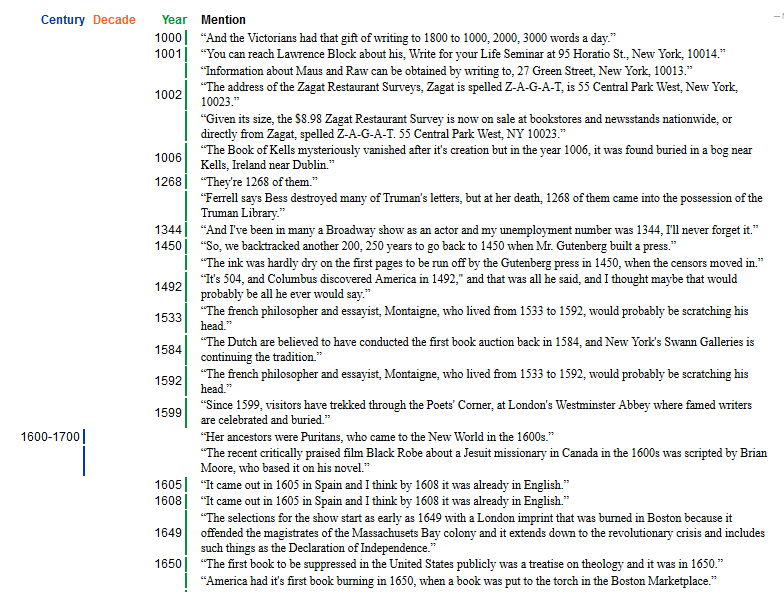 Century Decade Year Mention
1000 “And the Victorians had that gift of writing to 1800 to 1000, 2000, 3000 words a day.”
1001 “You can reach Lawrence Block about his, Write for your Life Seminar at 95 Horatio St., New York, 10014.”
“Information about Maus and Raw can be obtained by writing to, 27 Green Street, New York, 10013.”
1002 “The address of the Zagat Restaurant Surveys, Zagat is spelled Z-A-G-A-T, is 55 Central Park West, New York,
10023.”
“Given its size, the $8.98 Zagat Restaurant Survey is now on sale at bookstores and newsstands nationwide, or
directly from Zagat, spelled Z-A-G-A-T. 55 Central Park West, NY 10023.”
1006 “The Book of Kells mysteriously vanished after it's creation but in the year 1006, it was found buried in a bog near
Kells, Ireland near Dublin.”
1268 “They're 1268 of them.”
“Ferrell says Bess destroyed many of Truman's letters, but at her death, 1268 of them came into the possession of the
Truman Library.”
1344 “And I've been in many a Broadway show as an actor and my unemployment number was 1344, I'll never forget it.”
1450 “So, we backtracked another 200, 250 years to go back to 1450 when Mr. Gutenberg built a press.”
“The ink was hardly dry on the first pages to be run off by the Gutenberg press in 1450, when the censors moved in.”
1492 “It's 504, and Columbus discovered America in 1492," and that was all he said, and I thought maybe that would
probably be all he ever would say.”
1533 “The french philosopher and essayist, Montaigne, who lived from 1533 to 1592, would probably be scratching his
head.”
1584 “The Dutch are believed to have conducted the first book auction back in 1584, and New York's Swann Galleries is
continuing the tradition.”
1592 “The french philosopher and essayist, Montaigne, who lived from 1533 to 1592, would probably be scratching his
head.”
1599 “Since 1599, visitors have trekked through the Poets' Corner, at London's Westminster Abbey where famed writers
are celebrated and buried.”
1600-1700 “Her ancestors were Puritans, who came to the New World in the 1600s.”
“The recent critically praised film Black Robe about a Jesuit missionary in Canada in the 1600s was scripted by Brian
Moore, who based it on his novel.”
1605 “It came out in 1605 in Spain and I think by 1608 it was already in English.”
1608 “It came out in 1605 in Spain and I think by 1608 it was already in English.”
1649 “The selections for the show start as early as 1649 with a London imprint that was burned in Boston because it
offended the magistrates of the Massachusets Bay colony and it extends down to the revolutionary crisis and includes
such things as the Declaration of Independence.”
1650 “The first book to be suppressed in the United States publicly was a treatise on theology and it was in 1650.”
“America had it's first book burning in 1650, when a book was put to the torch in the Boston Marketplace.”